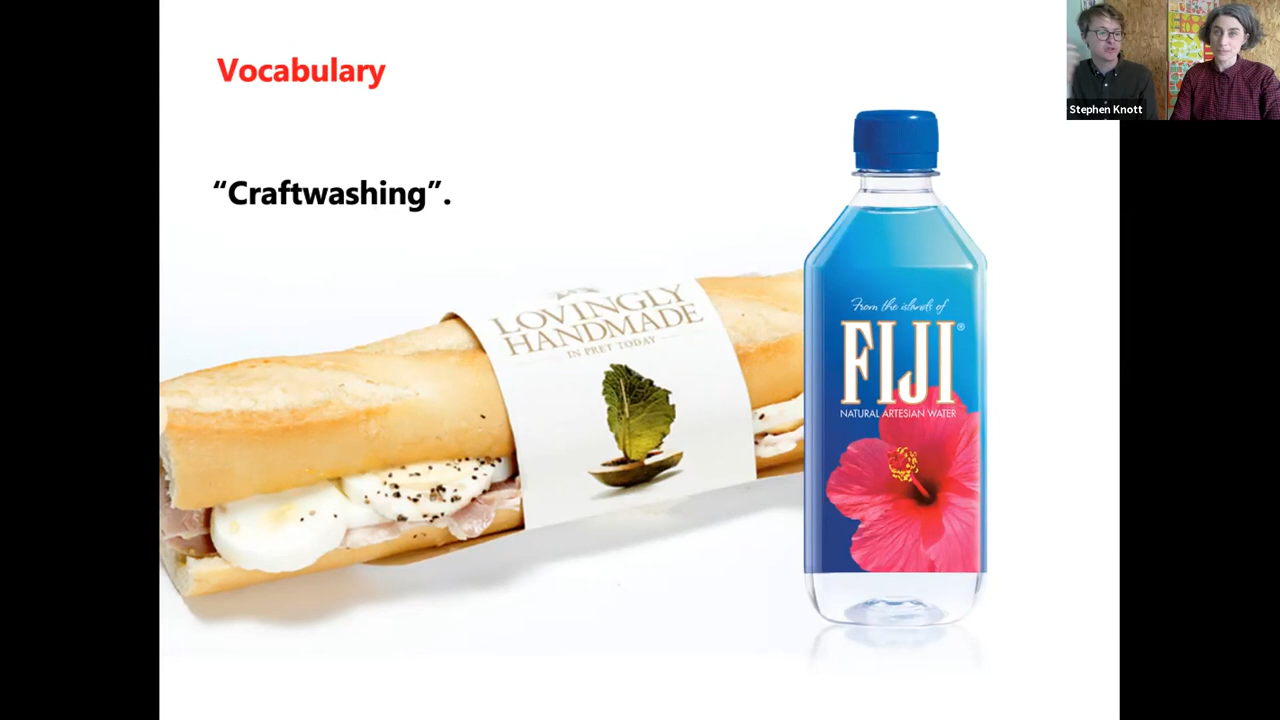 Vocabulary
“Craftwashing”.
LOVINGLY
HANDMADE
IN PRET TODAY
From the islands of
FIJI®
NATURAL ARTESIAN WATER
Stephen Knott